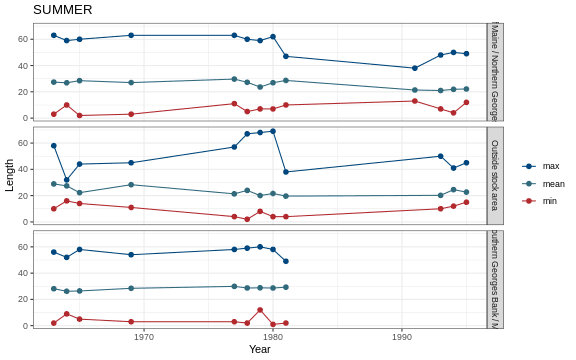 SUMMER
60
40
20
0
Maine / Northern George
60
40
20
0
Outside stock area
60
40
20
0
Georges Bank /
1970
1980
1990
Year
Length
max
mean
min